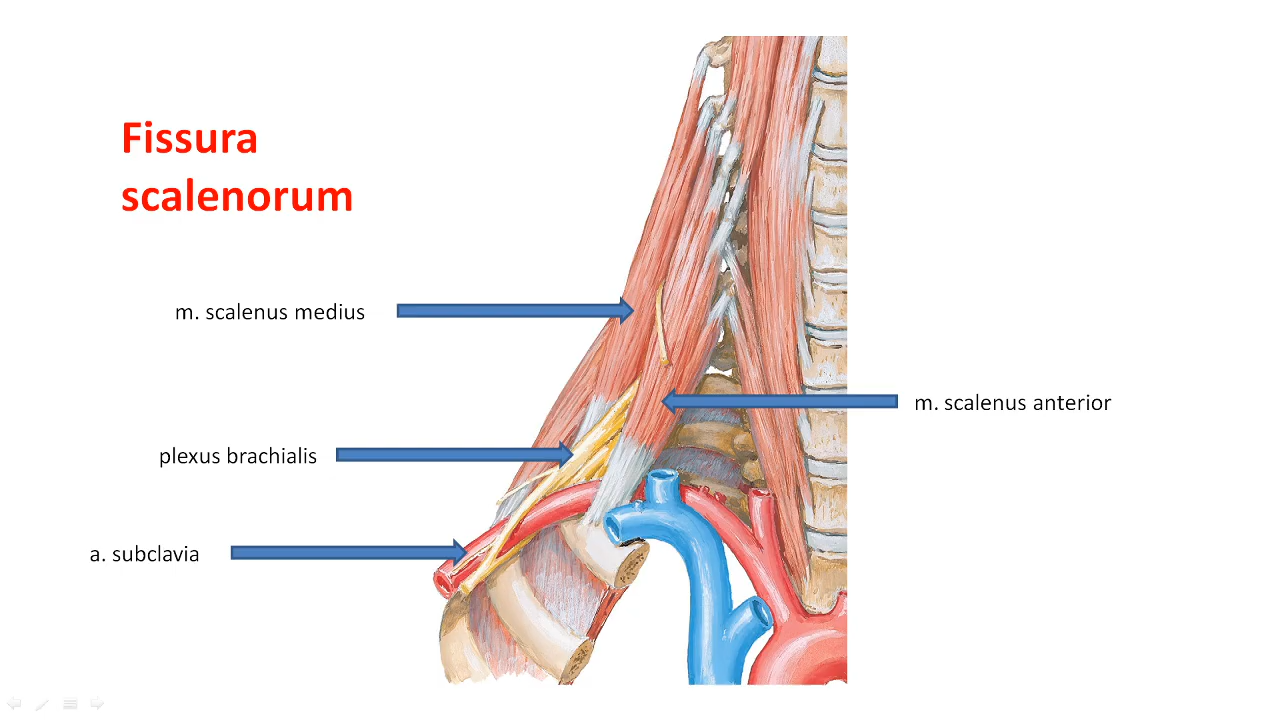 Fissura
scalenorum
m. scalenus medius
m. scalenus anterior
plexus brachialis
a. subclavia